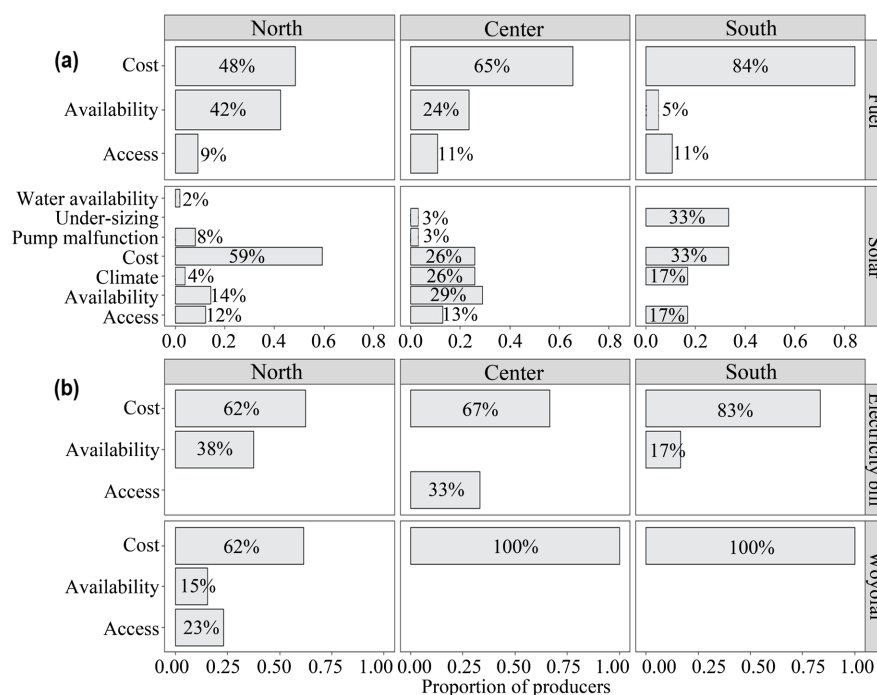 North Center South
(a)
Cost 48% 65% 84%
Availability 42% 24% 5%
Access 9% 11% 11%
Fuel
Water availability 2%
Under-sizing 3% 33%
Pump malfunction 8% 3%
Cost 59% 26% 33%
Climate 4% 26% 17%
Availability 14% 29%
Access 12% 13% 17%
Solar
0.0 0.2 0.4 0.6 0.8 0.0 0.2 0.4 0.6 0.8 0.0 0.2 0.4 0.6 0.8
North Center South
(b)
Cost 62% 67% 83%
Availability 38% 17%
Access 33%
Electricity bill
Cost 62% 100% 100%
Availability 15%
Access 23%
Woyofal
0.00 0.25 0.50 0.75 1.00 0.00 0.25 0.50 0.75 1.00 0.00 0.25 0.50 0.75 1.00
Proportion of producers